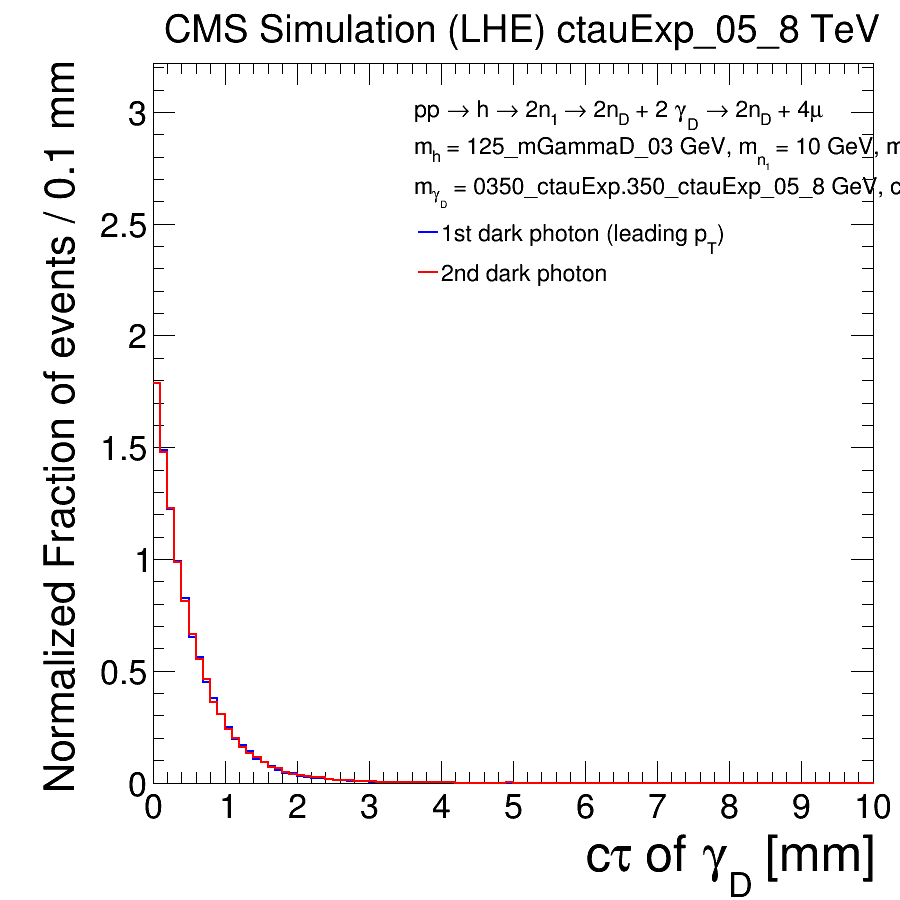 CMS Simulation (LHE) ctauExp_05_8 TeV
pp → h → 2n1 → 2nD + 2 γD → 2nD + 4μ
mh = 125_mGammaD_03 GeV, mn1 = 10 GeV, m
mγD = 0350_ctauExp.350_ctauExp_05_8 GeV, c
1st dark photon (leading pT)
2nd dark photon
Normalized Fraction of events / 0.1 mm
3
2.5
2
1.5
1
0.5
0
0 1 2 3 4 5 6 7 8 9 10
cτ of γD [mm]